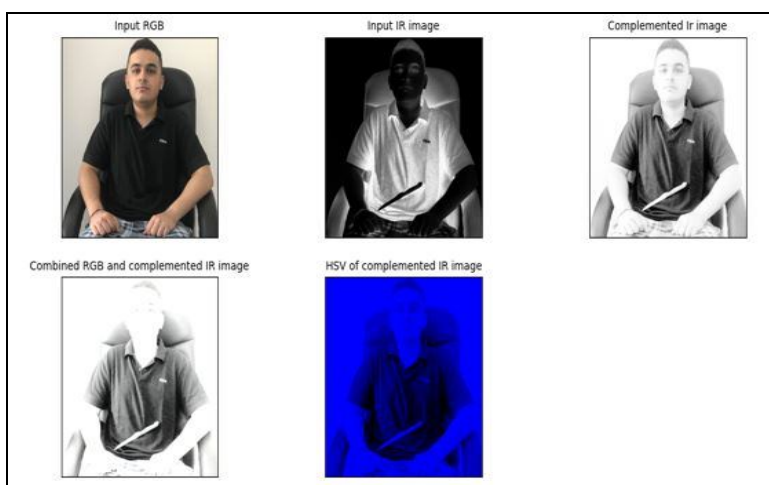 Input RGB
Input IR image
Complemented Ir image
Combined RGB and complemented IR image
HSV of complemented IR image